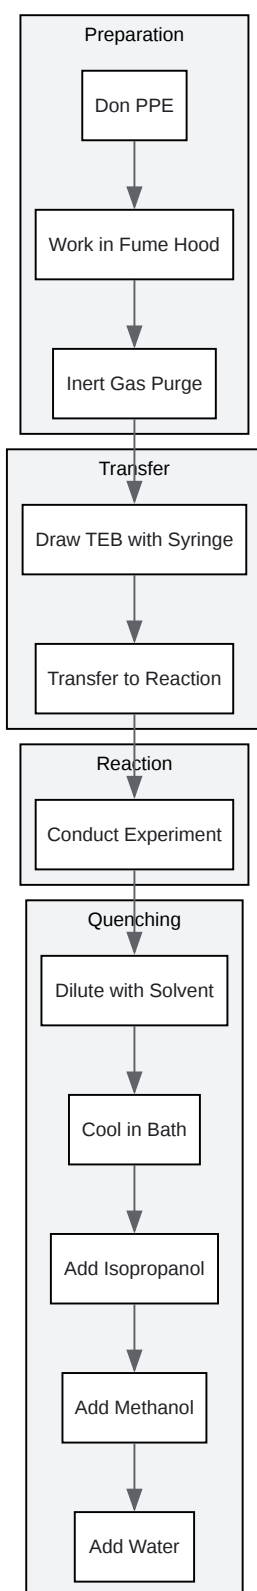 Preparation
Don PPE
Work in Fume Hood
Inert Gas Purge
Transfer
Draw TEB with Syringe
Transfer to Reaction
Reaction
Conduct Experiment
Quenching
Dilute with Solvent
Cool in Bath
Add Isopropanol
Add Methanol
Add Water